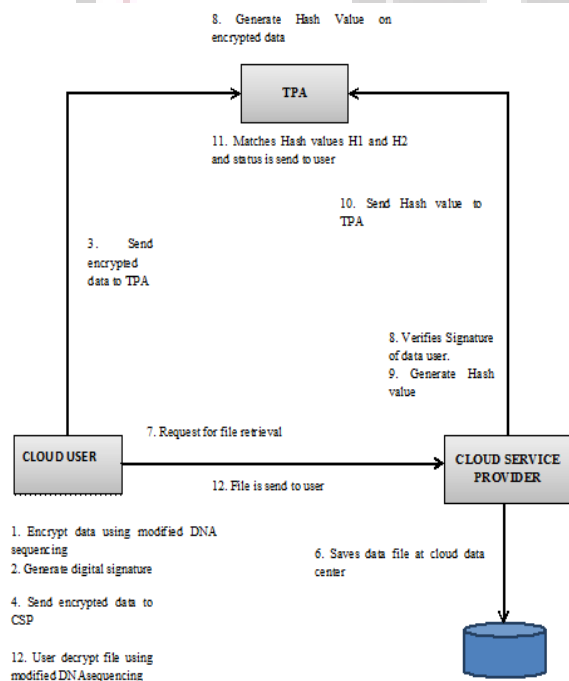 8. Generate Hash Value on
encrypted data
TPA
11. Matches Hash values H1 and H2
and status is send to user
10. Send Hash value to
TPA
3. Send
encrypted
data to TPA
8. Verifies Signature
of data user.
9. Generate Hash
value
7. Request for file retrieval
CLOUD USER
CLOUD SERVICE
PROVIDER
12. File is send to user
1. Encrypt data using modified DNA
sequencing
2. Generate digital signature
6. Saves data file at cloud data
center
4. Send encrypted data to
CSP
12. User decrypt file using
modified DNAsequencing